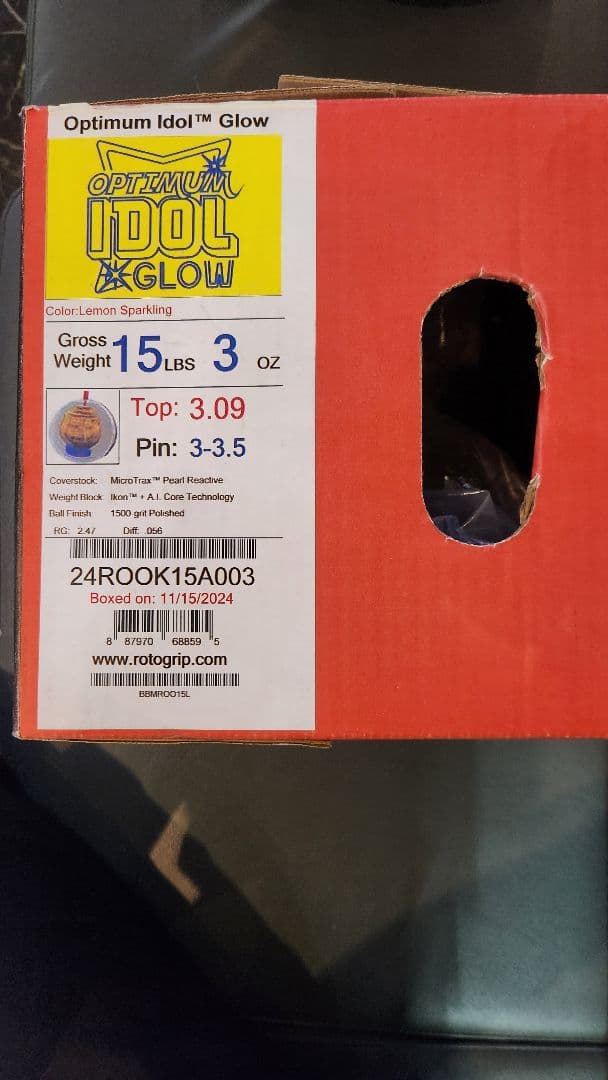 Optimum Idol™ Glow
OPTIMUM
IDOL
GLOW
Color:Lemon Sparkling
Gross Weight 15 LBS 3 OZ
Top: 3.09
Pin: 3-3.5
Coverstock: MicroTrax™ Pearl Reactive
Weight Block: Ikon™ + A.I. Core Technology
Ball Finish: 1500 grit Polished
RG: 2.47 Diff: .056
24ROOK15A003
Boxed on: 11/15/2024
8 87970 68859 5
www.rotogrip.com
BBMROO15L